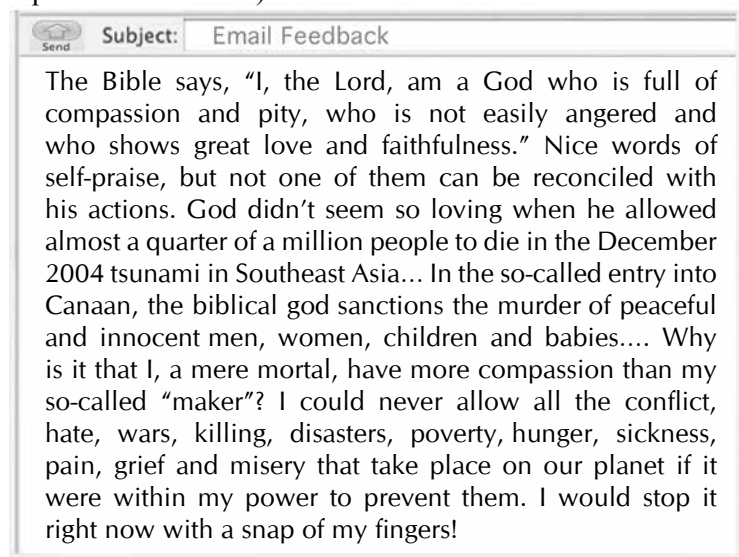 Send Subject: Email Feedback
The Bible says, “I, the Lord, am a God who is full of
compassion and pity, who is not easily angered and
who shows great love and faithfulness.” Nice words of
self-praise, but not one of them can be reconciled with
his actions. God didn’t seem so loving when he allowed
almost a quarter of a million people to die in the December
2004 tsunami in Southeast Asia... In the so-called entry into
Canaan, the biblical god sanctions the murder of peaceful
and innocent men, women, children and babies.... Why
is it that I, a mere mortal, have more compassion than my
so-called “maker”? I could never allow all the conflict,
hate, wars, killing, disasters, poverty, hunger, sickness,
pain, grief and misery that take place on our planet if it
were within my power to prevent them. I would stop it
right now with a snap of my fingers!